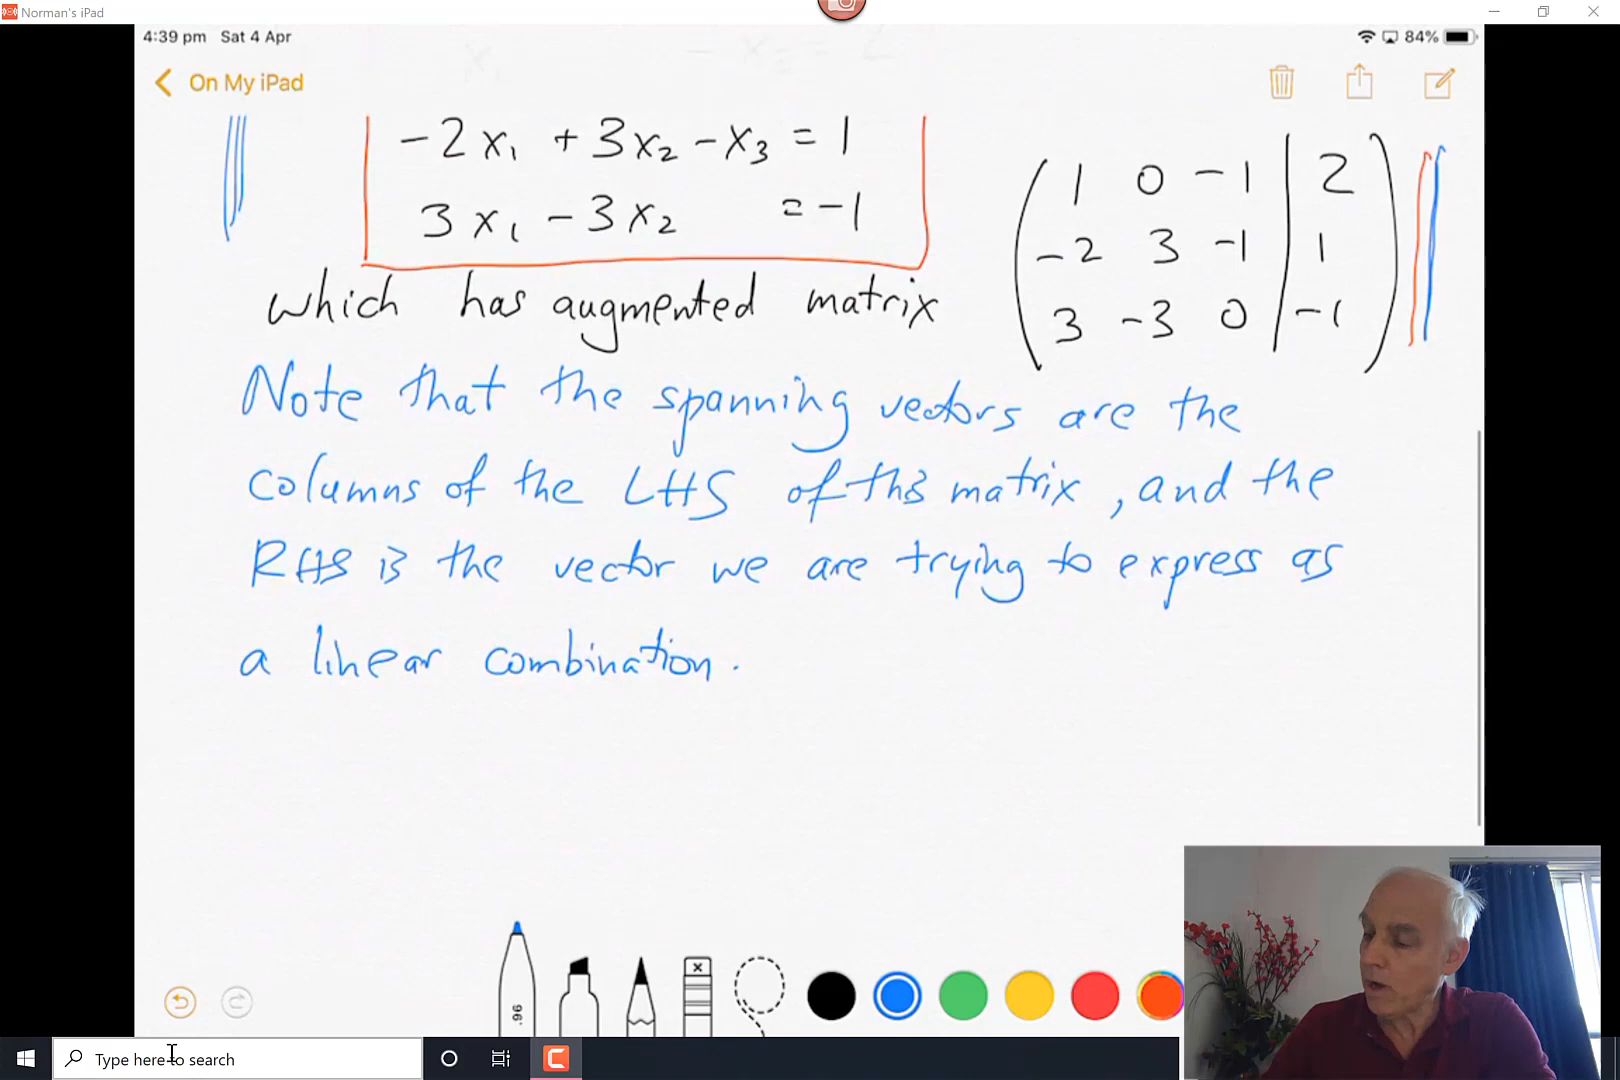 Norman's iPad
4:39 pm Sat 4 Apr
84%
On My iPad
-2x₁ + 3x₂ - x₃ = 1
3x₁ - 3x₂ = -1
1 0 -1 | 2
-2 3 -1 | 1
3 -3 0 | -1
which has augmented matrix
Note that the spanning vectors are the
columns of the LHS of this matrix, and the
RHS is the vector we are trying to express as
a linear combination.
96.
Type here to search